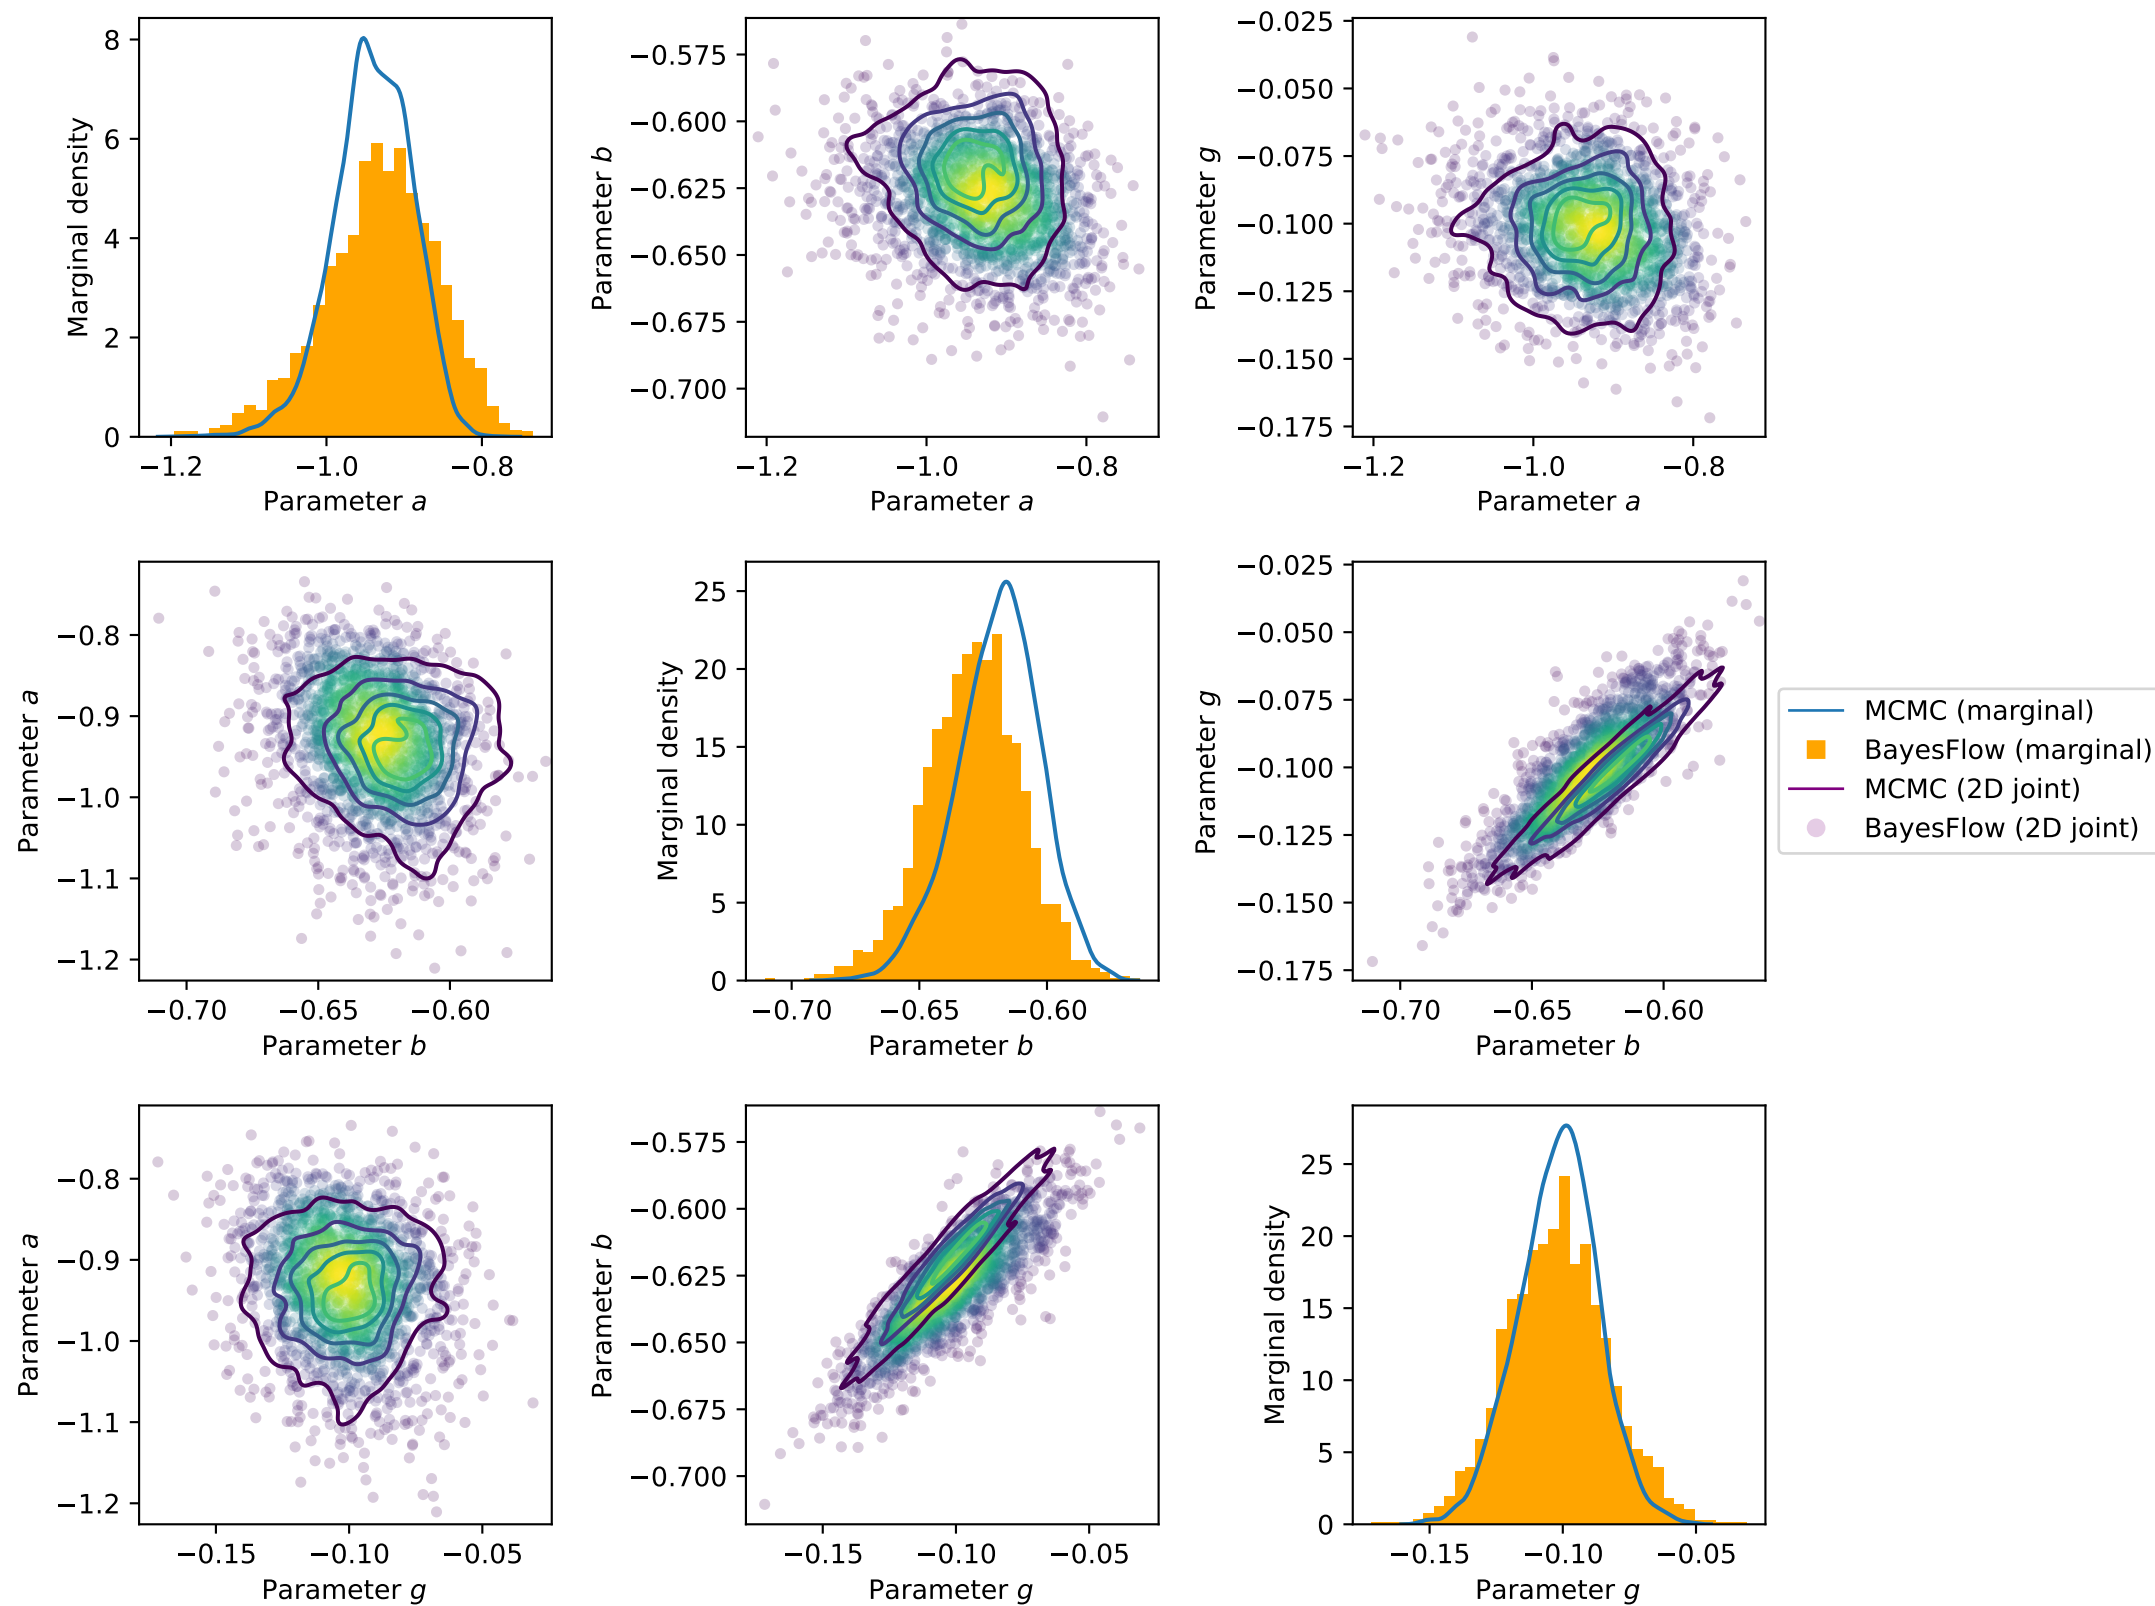 8
6
4
2
0
Marginal density
−1.2 −1.0 −0.8
Parameter a
−0.575
−0.600
−0.625
−0.650
−0.675
−0.700
Parameter b
−1.2 −1.0 −0.8
Parameter a
−0.025
−0.050
−0.075
−0.100
−0.125
−0.150
−0.175
Parameter g
−1.2 −1.0 −0.8
Parameter a
−0.8
−0.9
−1.0
−1.1
−1.2
Parameter a
−0.70 −0.65 −0.60
Parameter b
25
20
15
10
5
0
Marginal density
−0.70 −0.65 −0.60
Parameter b
−0.025
−0.050
−0.075
−0.100
−0.125
−0.150
−0.175
Parameter g
−0.70 −0.65 −0.60
Parameter b
MCMC (marginal)
BayesFlow (marginal)
MCMC (2D joint)
BayesFlow (2D joint)
−0.8
−0.9
−1.0
−1.1
−1.2
Parameter a
−0.15 −0.10 −0.05
Parameter g
−0.575
−0.600
−0.625
−0.650
−0.675
−0.700
Parameter b
−0.15 −0.10 −0.05
Parameter g
25
20
15
10
5
0
Marginal density
−0.15 −0.10 −0.05
Parameter g